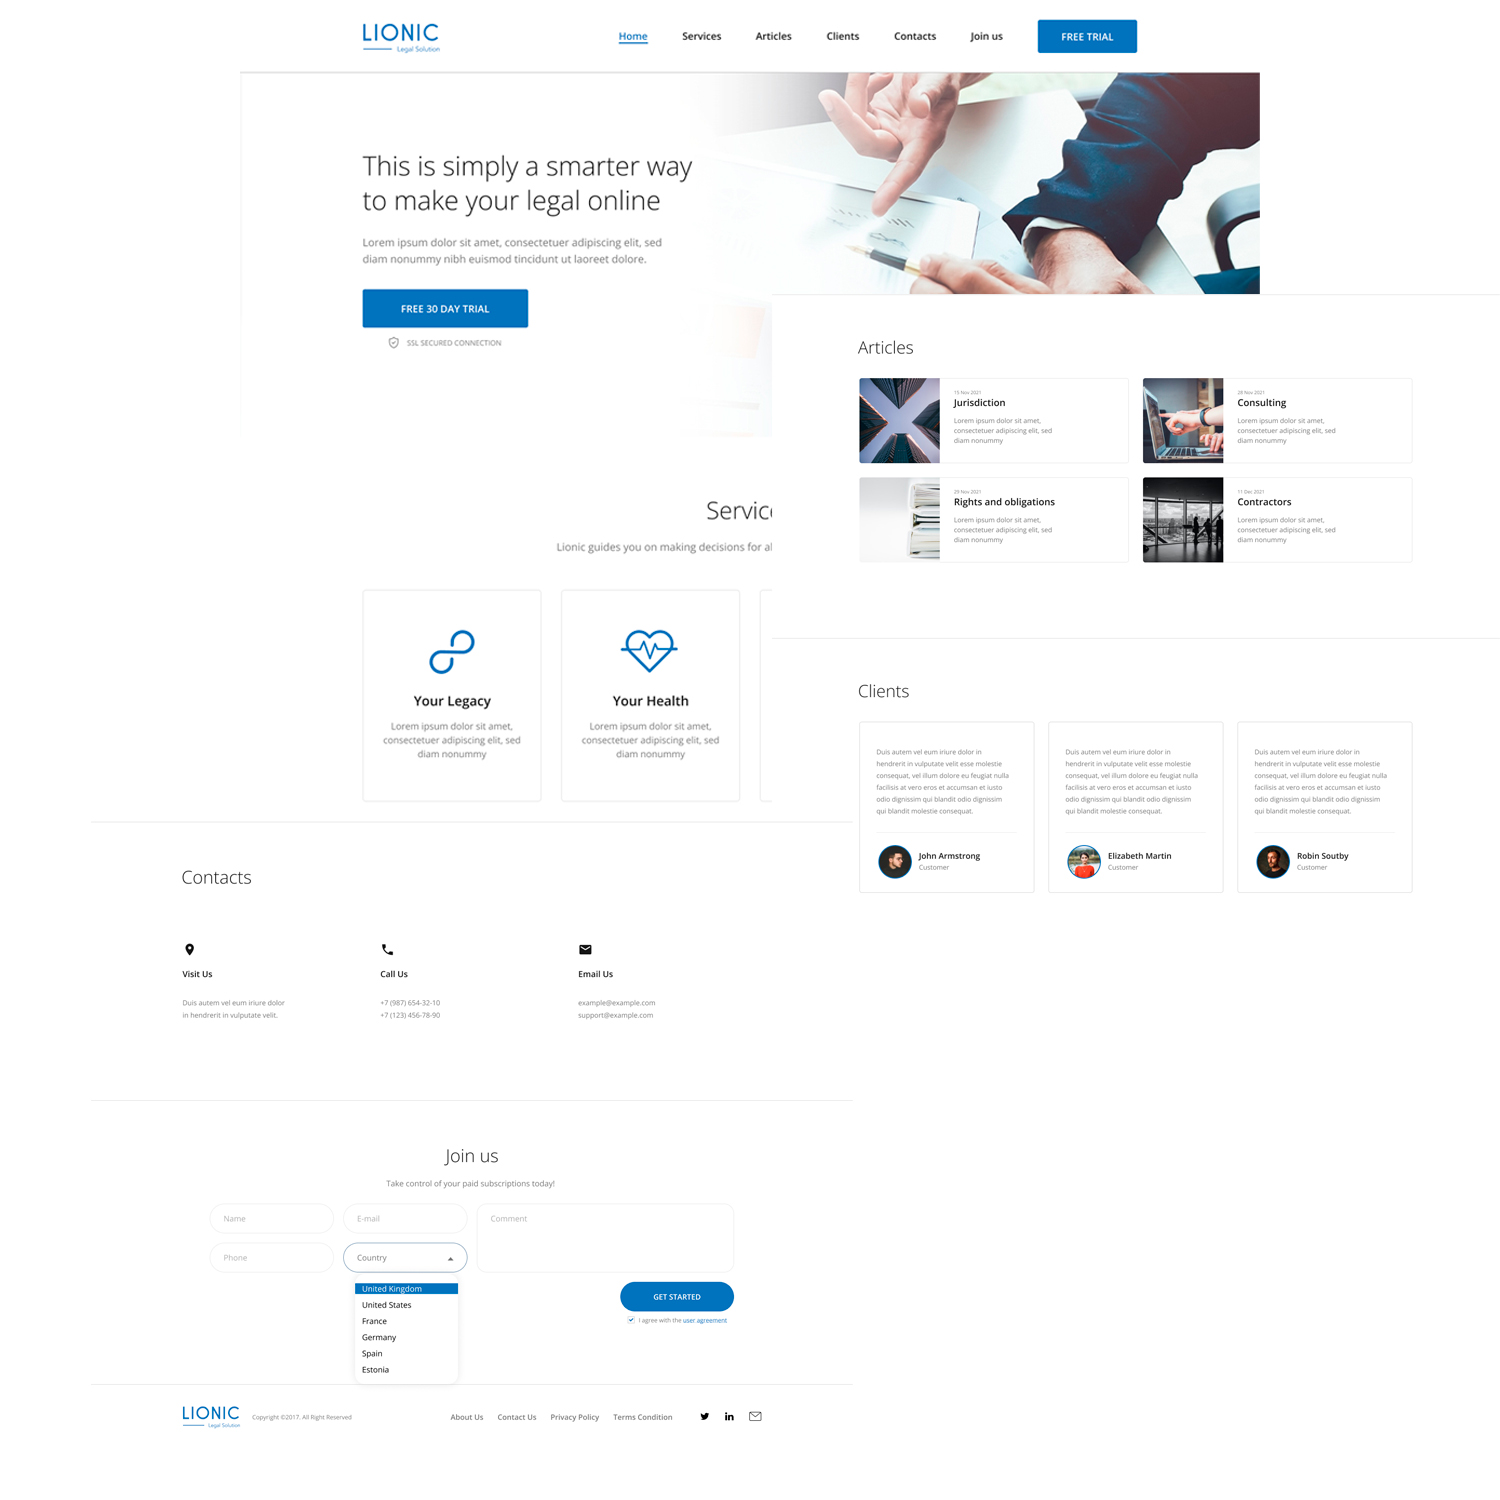 LIONIC
Legal Solution
Home Services Articles Clients Contacts Join us FREE TRIAL
This is simply a smarter way
to make your legal online
Lorem ipsum dolor sit amet, consectetuer adipiscing elit, sed
diam nonummy nibh euismod tincidunt ut laoreet dolore.
FREE 30 DAY TRIAL
SSL SECURED CONNECTION
Servic
Lionic guides you on making decisions for al
Your Legacy
Lorem ipsum dolor sit amet,
consectetuer adipiscing elit, sed
diam nonummy
Your Health
Lorem ipsum dolor sit amet,
consectetuer adipiscing elit, sed
diam nonummy
Articles
15 Nov 2021
Jurisdiction
Lorem ipsum dolor sit amet,
consectetuer adipiscing elit, sed
diam nonummy
28 Nov 2021
Consulting
Lorem ipsum dolor sit amet,
consectetuer adipiscing elit, sed
diam nonummy
29 Nov 2021
Rights and obligations
Lorem ipsum dolor sit amet,
consectetuer adipiscing elit, sed
diam nonummy
11 Dec 2021
Contractors
Lorem ipsum dolor sit amet,
consectetuer adipiscing elit, sed
diam nonummy
Clients
Duis autem vel eum iriure dolor in
hendrerit in vulputate velit esse molestie
consequat, vel illum dolore eu feugiat nulla
facilisis at vero eros et accumsan et iusto
odio dignissim qui blandit odio dignissim
qui blandit molestie consequat.
John Armstrong
Customer
Duis autem vel eum iriure dolor in
hendrerit in vulputate velit esse molestie
consequat, vel illum dolore eu feugiat nulla
facilisis at vero eros et accumsan et iusto
odio dignissim qui blandit odio dignissim
qui blandit molestie consequat.
Elizabeth Martin
Customer
Duis autem vel eum iriure dolor in
hendrerit in vulputate velit esse molestie
consequat, vel illum dolore eu feugiat nulla
facilisis at vero eros et accumsan et iusto
odio dignissim qui blandit odio dignissim
qui blandit molestie consequat.
Robin Soutby
Customer
Contacts
Visit Us
Duis autem vel eum iriure dolor
in hendrerit in vulputate velit.
Call Us
+7 (987) 654-32-10
+7 (123) 456-78-90
Email Us
example@example.com
support@example.com
Join us
Take control of your paid subscriptions today!
Name
E-mail
Comment
Phone
Country
United Kingdom
United States
France
Germany
Spain
Estonia
GET STARTED
I agree with the user agreement
LIONIC
Legal Solution
Copyright ©2017. All Right Reserved
About Us Contact Us Privacy Policy Terms Condition